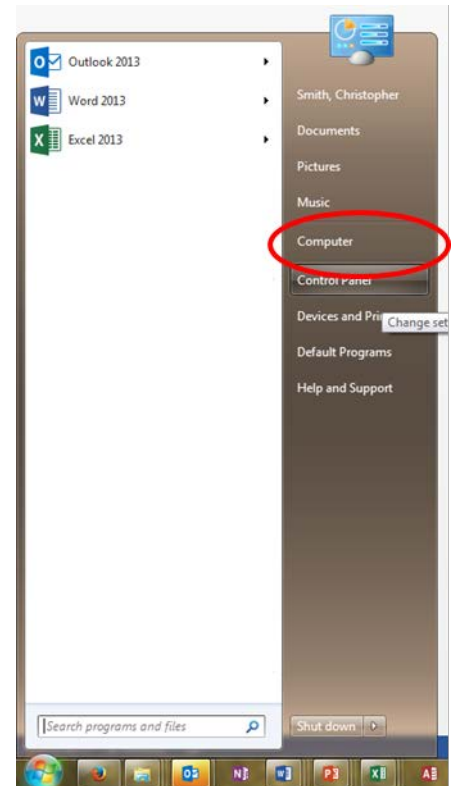 Outlook 2013
Word 2013
Excel 2013
Smith, Christopher
Documents
Pictures
Music
Computer
Control Panel
Devices and Pri
Change set
Default Programs
Help and Support
Search programs and files
Shut down